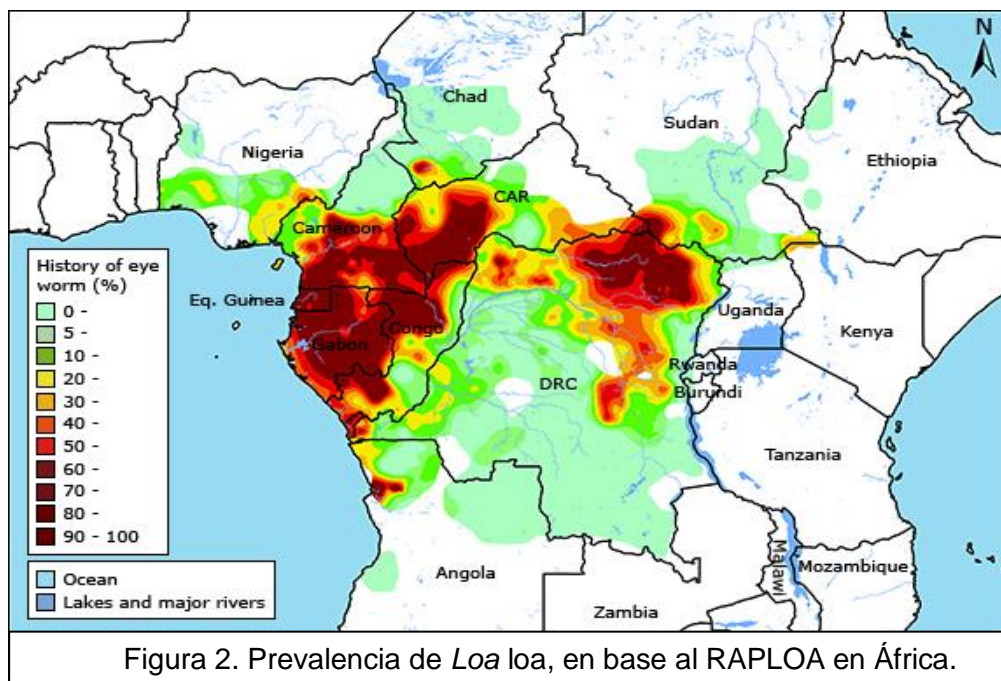 N
Chad
Sudan
Nigeria
Ethiopia
CAR
Cameroon
History of eye
worm (%)
0 -
5 -
10 -
20 -
30 -
40 -
50 -
60 -
70 -
80 -
90 - 100
Eq. Guinea
Congo
Gabon
Uganda
Kenya
Rwanda
DRC
Burundi
Tanzania
Ocean
Lakes and major rivers
Angola
Malawi
Mozambique
Zambia
Figura 2. Prevalencia de Loa loa, en base al RAPLOA en África.